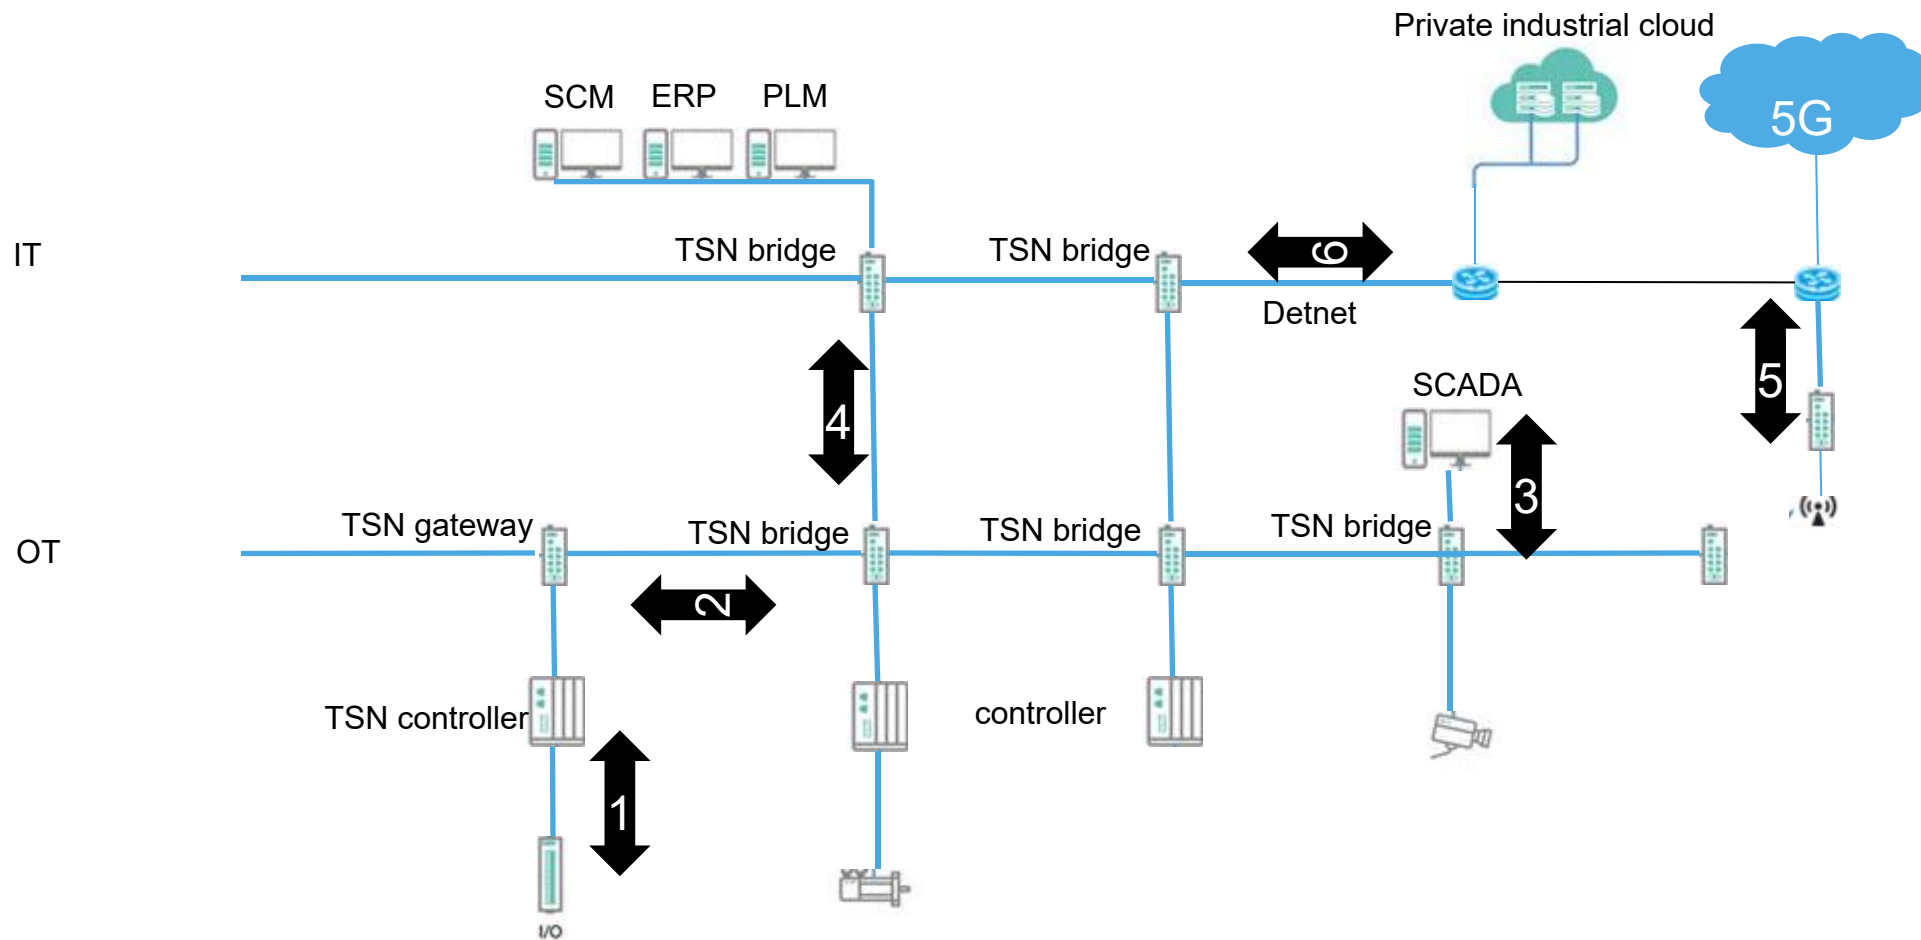 Private industrial cloud
SCM ERP PLM
5G
IT
TSN bridge
TSN bridge
6
Detnet
SCADA
5
4
3
OT
TSN gateway
TSN bridge
TSN bridge
TSN bridge
2
TSN controller
controller
1
I/O